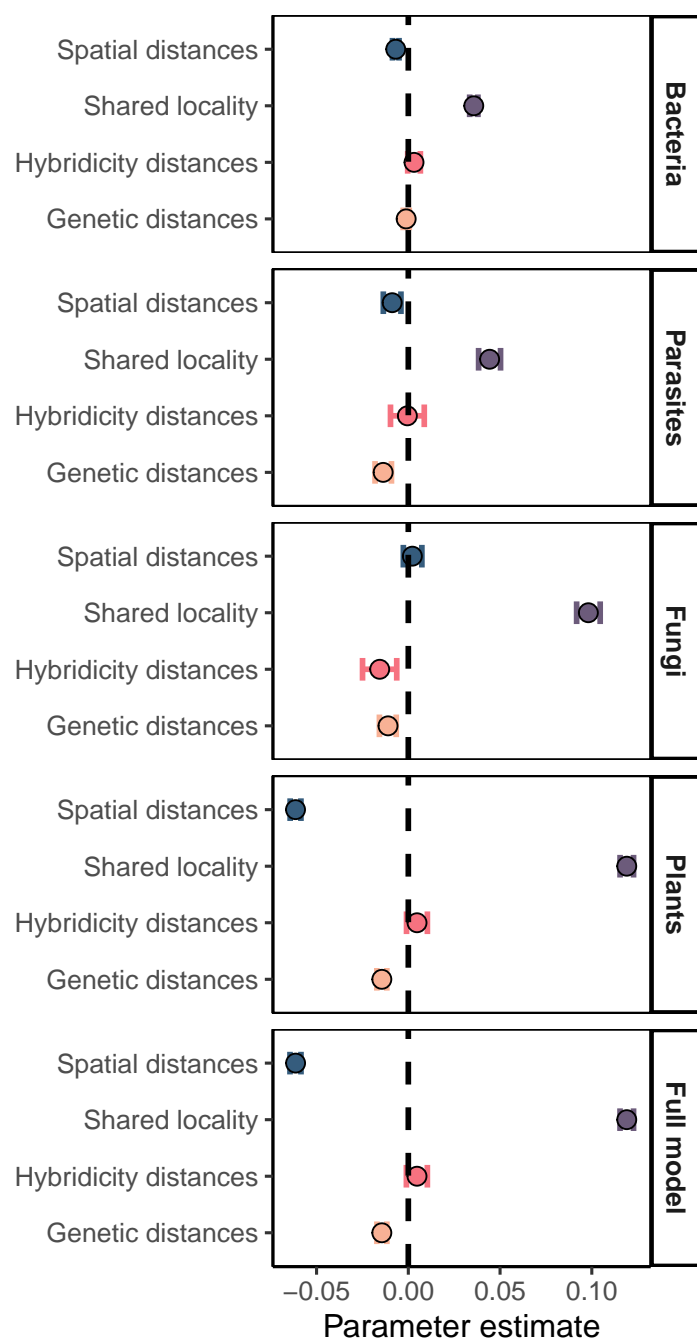 Spatial distances
Shared locality
Hybridicity distances
Genetic distances
Bacteria
Spatial distances
Shared locality
Hybridicity distances
Genetic distances
Parasites
Spatial distances
Shared locality
Hybridicity distances
Genetic distances
Fungi
Spatial distances
Shared locality
Hybridicity distances
Genetic distances
Plants
Spatial distances
Shared locality
Hybridicity distances
Genetic distances
Full model
−0.05 0.00 0.05 0.10
Parameter estimate